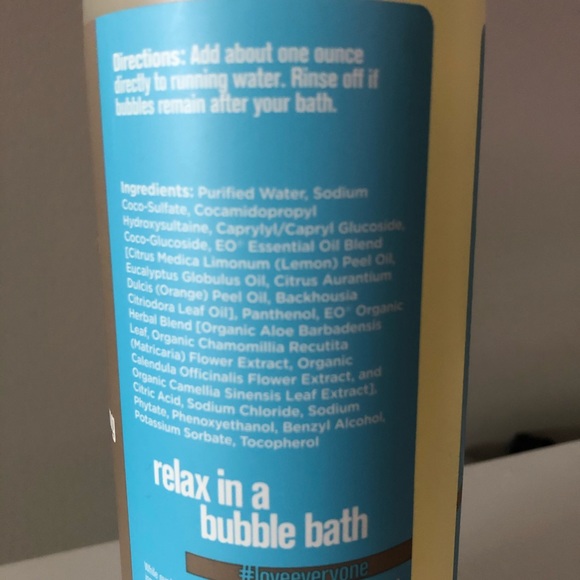 Directions: Add about one ounce
directly to running water. Rinse off if
bubbles remain after your bath.
Ingredients: Purified Water, Sodium
Coco-Sulfate, Cocamidopropyl
Hydroxysultaine, Caprylyl/Capryl Glucoside,
Coco-Glucoside, EO® Essential Oil Blend
[Citrus Medica Limonum (Lemon) Peel Oil,
Eucalyptus Globulus Oil, Citrus Aurantium
Dulcis (Orange) Peel Oil, Backhousia
Citriodora Leaf Oil], Panthenol, EO® Organic
Herbal Blend [Organic Aloe Barbadensis
Leaf, Organic Chamomillia Recutita
(Matricaria) Flower Extract, Organic
Calendula Officinalis Flower Extract, and
Organic Camellia Sinensis Leaf Extract],
Citric Acid, Sodium Chloride, Sodium
Phytate, Phenoxyethanol, Benzyl Alcohol,
Potassium Sorbate, Tocopherol
relax in a
bubble bath
#loveeveryone